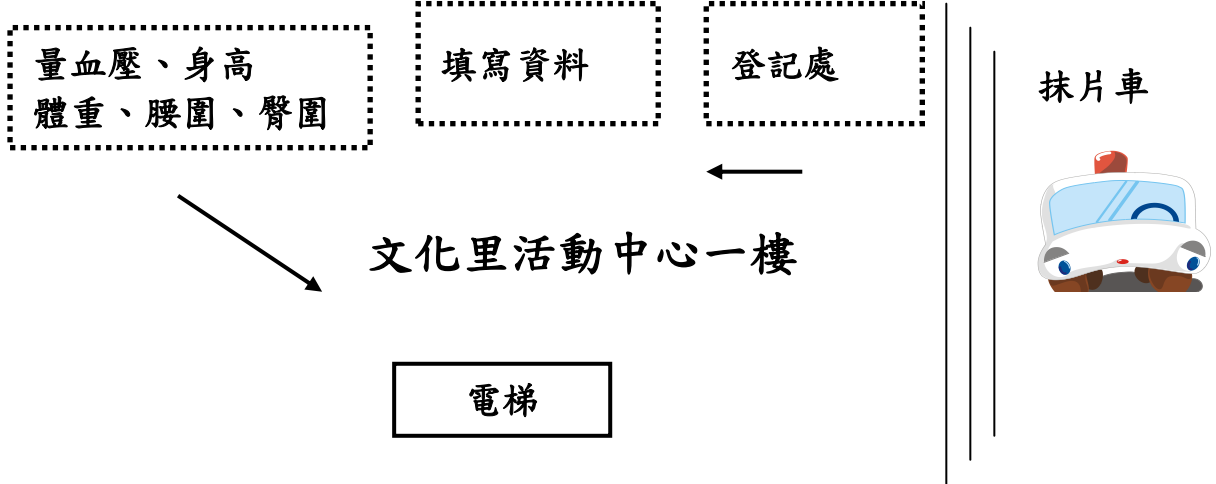 量血壓、身高
體重、腰圍、臀圍
填寫資料
登記處
抹片車
文化里活動中心一樓
電梯